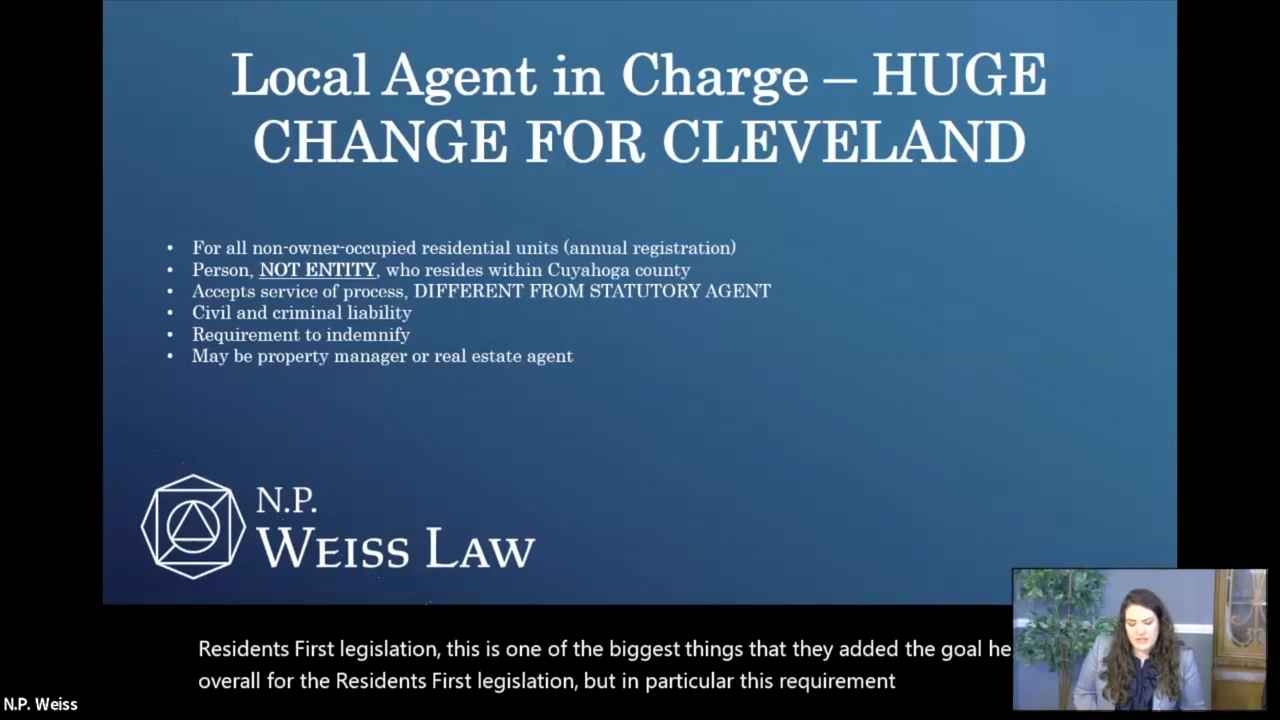 Local Agent in Charge – HUGE
CHANGE FOR CLEVELAND
• For all non-owner-occupied residential units (annual registration)
• Person, NOT ENTITY, who resides within Cuyahoga county
• Accepts service of process, DIFFERENT FROM STATUTORY AGENT
• Civil and criminal liability
• Requirement to indemnify
• May be property manager or real estate agent
N.P.
WEISS LAW
Residents First legislation, this is one of the biggest things that they added the goal he
overall for the Residents First legislation, but in particular this requirement
N.P. Weiss